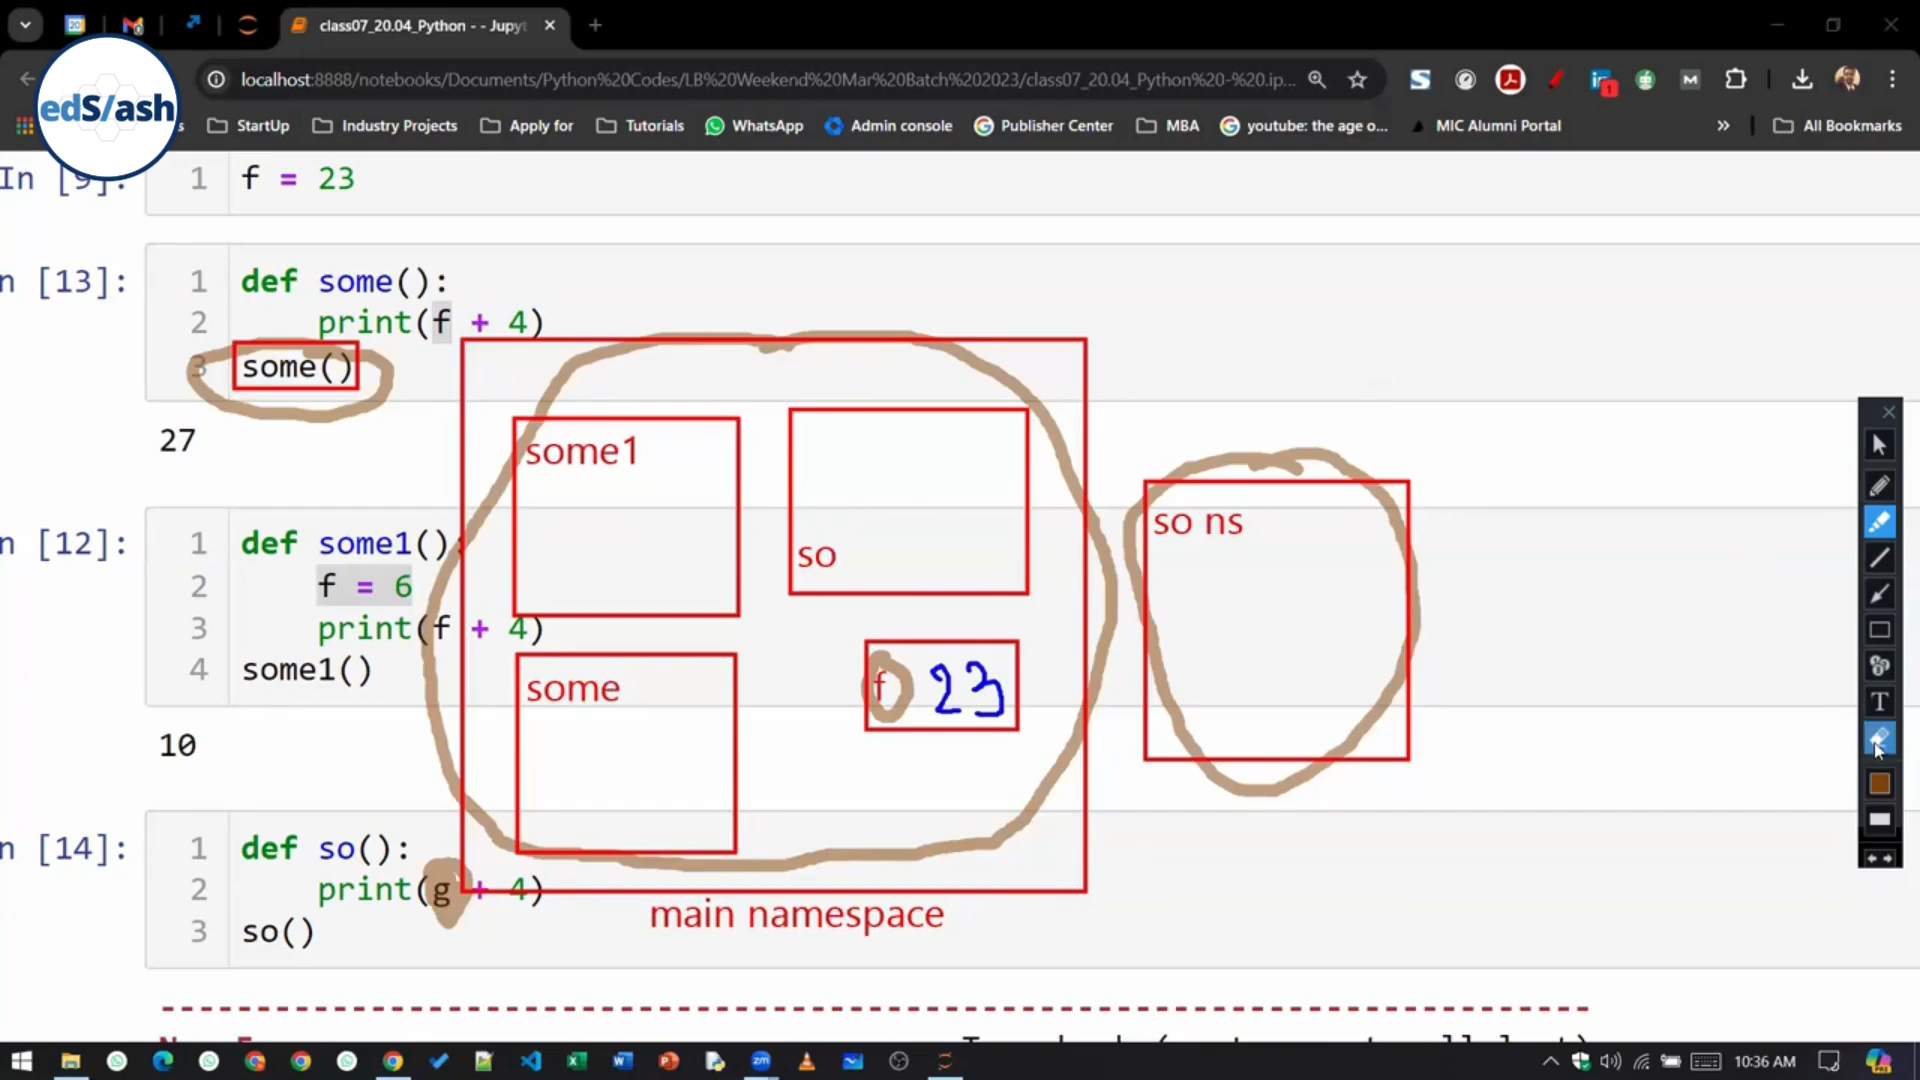 class07_20.04_Python - - Jupyt
localhost:8888/notebooks/Documents/Python%20Codes/LB%20Weekend%20Mar%20Batch%202023/class07_20.04_Python%20-%20.ip...
edS/ash
StartUp
Industry Projects
Apply for
Tutorials
WhatsApp
Admin console
Publisher Center
MBA
youtube: the age o...
MIC Alumni Portal
»
All Bookmarks
In [9]: 1 f = 23
n [13]: 1 def some():
2 print(f + 4)
3 some()
27
n [12]: 1 def some1():
2 f = 6
3 print(f + 4)
4 some1()
10
n [14]: 1 def so():
2 print(g + 4)
3 so()
some1
so
some
f 23
main namespace
so ns
10:36 AM